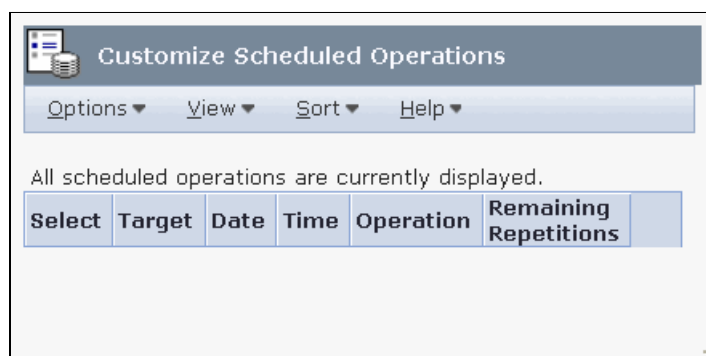 Customize Scheduled Operations
Options View Sort Help
All scheduled operations are currently displayed.
Select Target Date Time Operation Remaining Repetitions